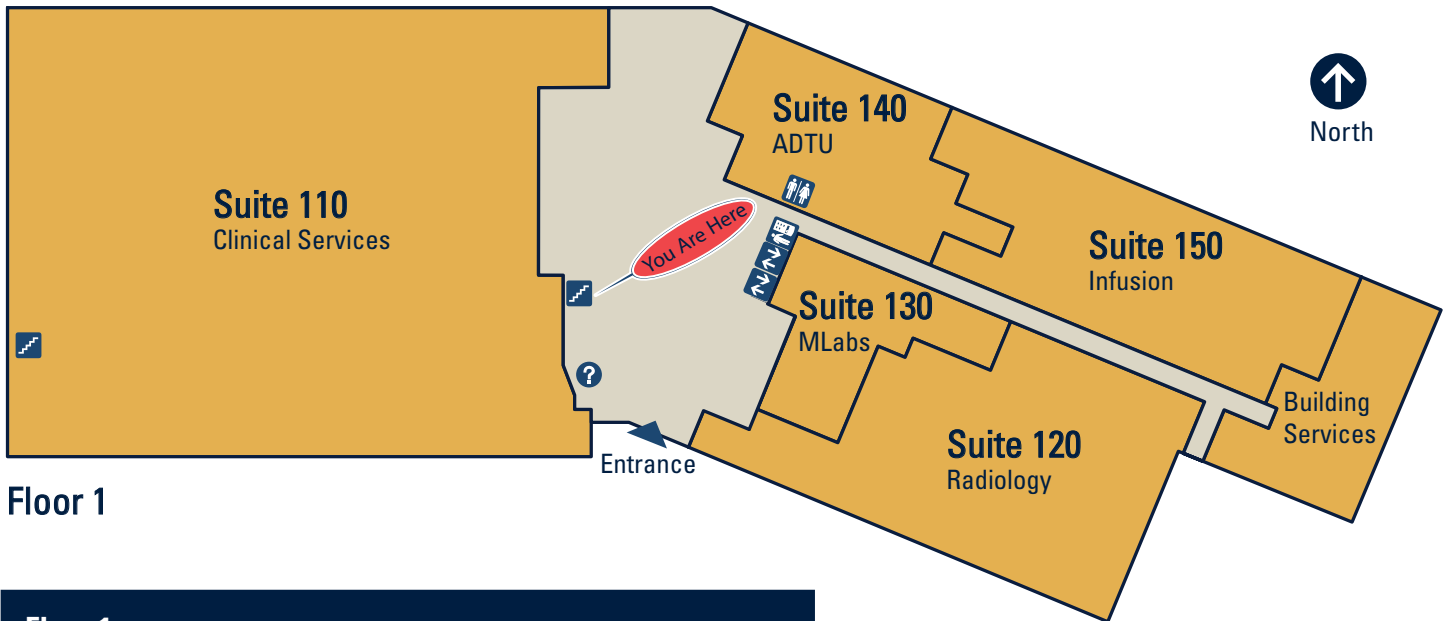 Suite 110
Clinical Services
Suite 140
ADTU
North
You Are Here
Suite 150
Infusion
Suite 130
MLabs
?
Building
Services
Suite 120
Radiology
Entrance
Floor 1